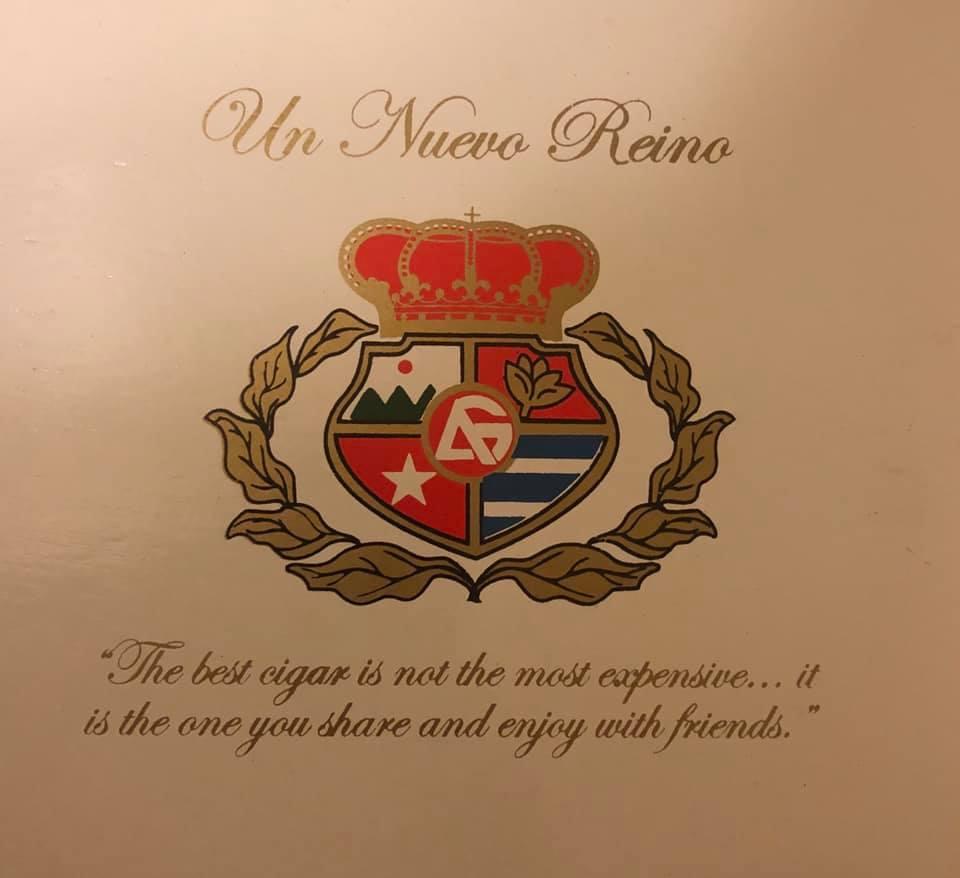 Un Nuevo Reino
AG
“The best cigar is not the most expensive... it
is the one you share and enjoy with friends.”